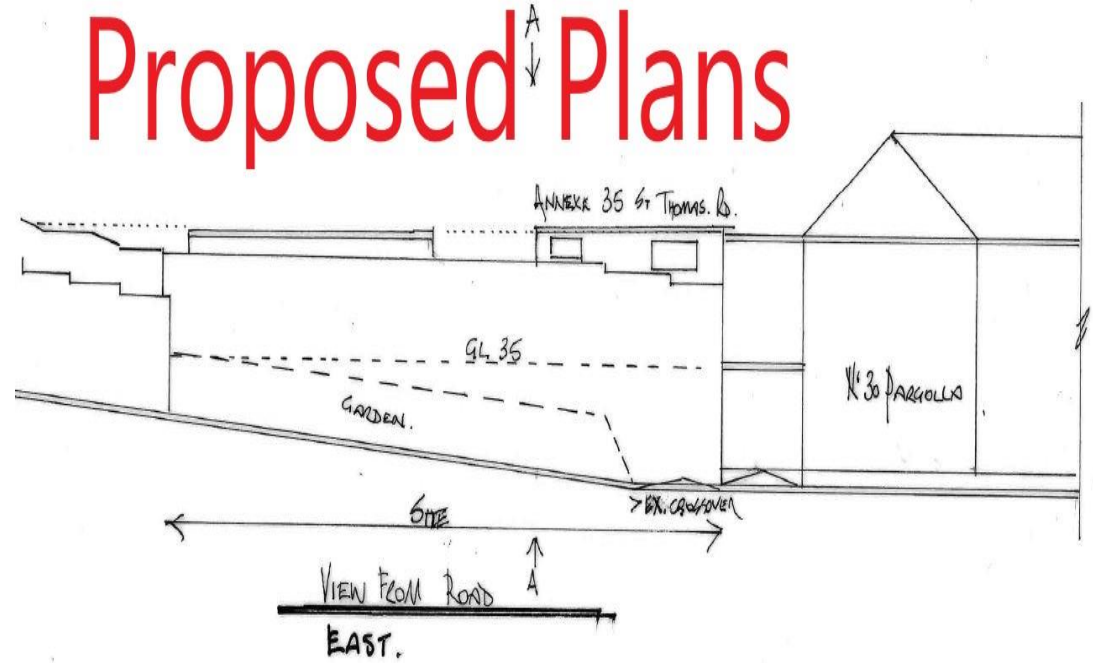 A
Proposed Plans
ANNEXE 35 ST THOMAS. RD.
GL 35
GARDEN.
N° 30 PARGOLLA
> EX. CROSSOVER
SITE
A
VIEW FROM ROAD
EAST.